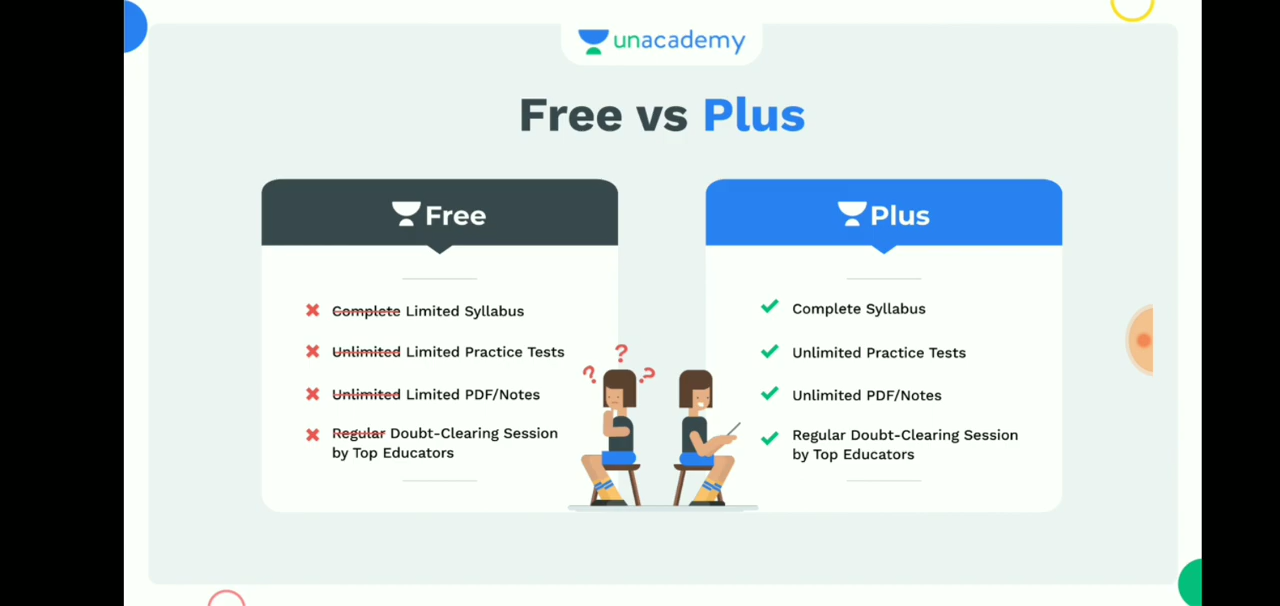 unacademy
Free vs Plus
Free
Complete Limited Syllabus
Unlimited Limited Practice Tests
Unlimited Limited PDF/Notes
Regular Doubt-Clearing Session
by Top Educators
? ? ?
Plus
Complete Syllabus
Unlimited Practice Tests
Unlimited PDF/Notes
Regular Doubt-Clearing Session
by Top Educators